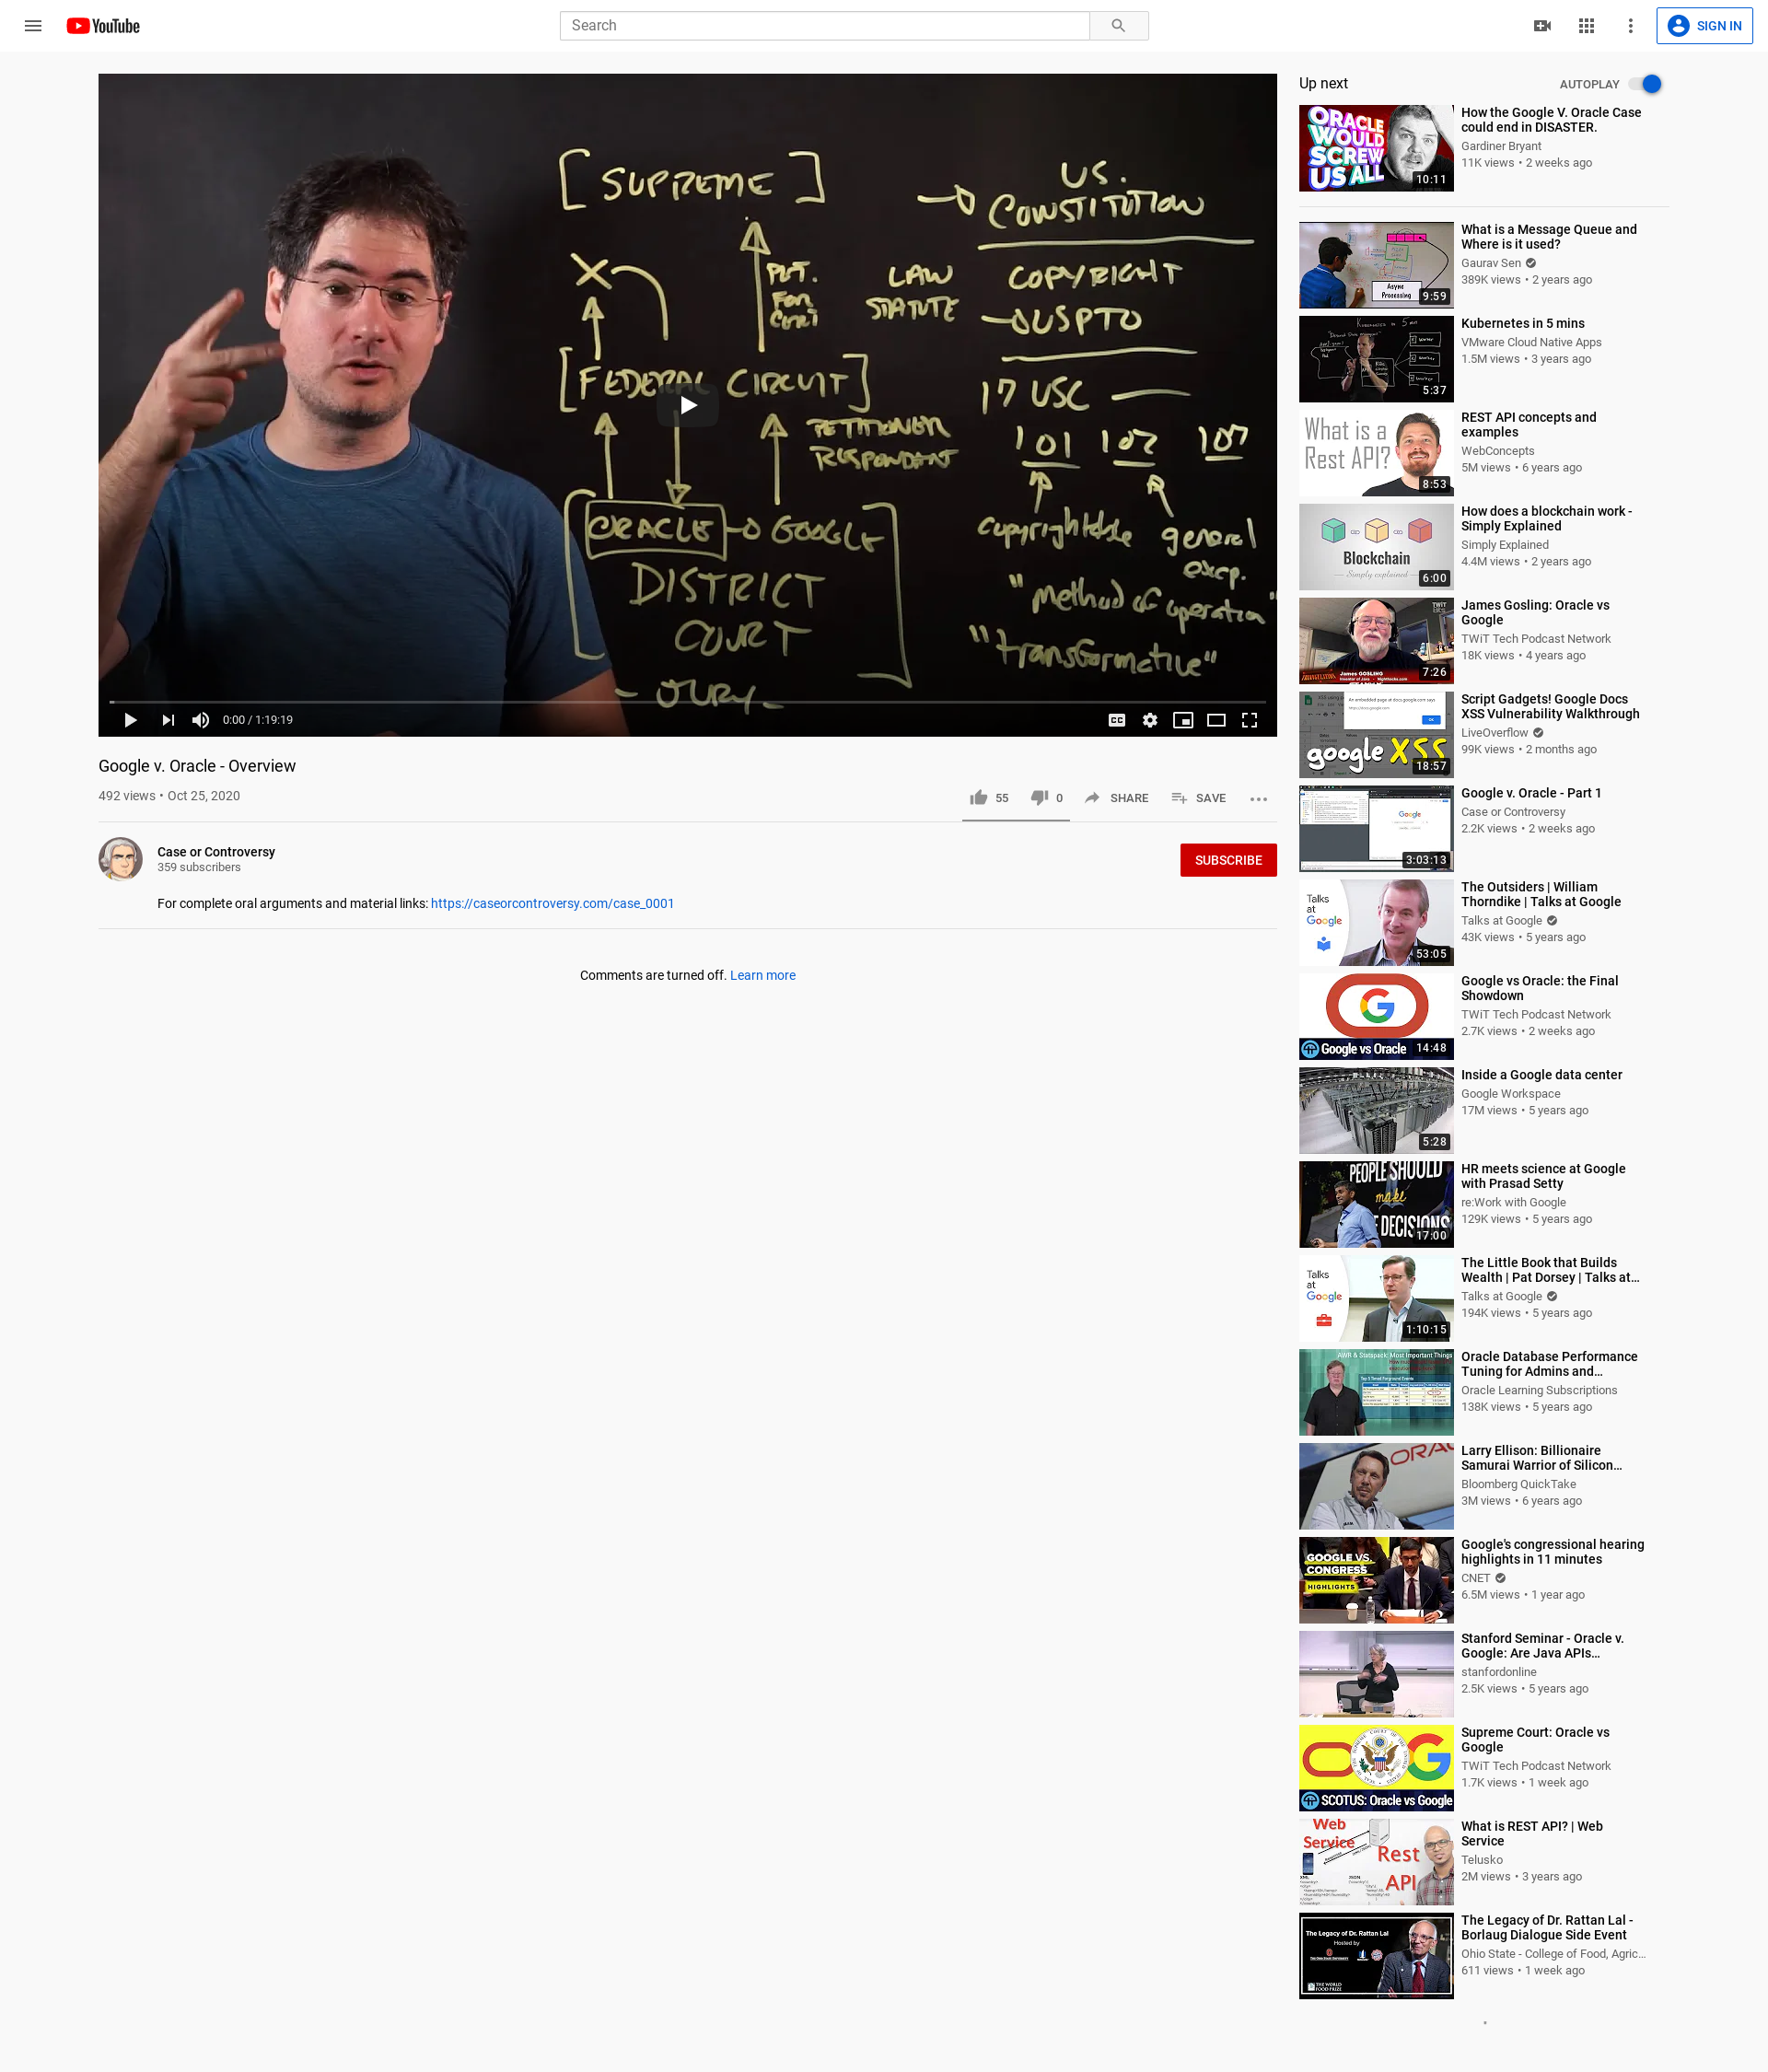 YouTube
Search
SIGN IN
[SUPREME]
U.S.
CONSTITUTION
X
PET.
FOR
LAW
STATUTE
COPYRIGHT
USPTO
[FEDERAL CIRCUIT]
17 USC
PETITIONER
RESPONDANT
101 102 107
ORACLE → GOOGLE
copyrightable general
excp.
DISTRICT
COURT
"Method of operation"
"transformative"
0:00 / 1:19:19
CC
Google v. Oracle - Overview
492 views • Oct 25, 2020
55
0
SHARE
SAVE
Case or Controversy
359 subscribers
SUBSCRIBE
For complete oral arguments and material links: https://caseorcontroversy.com/case_0001
Comments are turned off. Learn more
Up next
AUTOPLAY
ORACLE
WOULD
SCREW
US ALL
10:11
How the Google V. Oracle Case
could end in DISASTER.
Gardiner Bryant
11K views • 2 weeks ago
Async
Processing
9:59
What is a Message Queue and
Where is it used?
Gaurav Sen
389K views • 2 years ago
5:37
Kubernetes in 5 mins
VMware Cloud Native Apps
1.5M views • 3 years ago
What is a
Rest API?
8:53
REST API concepts and
examples
WebConcepts
5M views • 6 years ago
Blockchain
Simply explained
6:00
How does a blockchain work -
Simply Explained
Simply Explained
4.4M views • 2 years ago
TWiT
James GOSLING
7:26
James Gosling: Oracle vs
Google
TWiT Tech Podcast Network
18K views • 4 years ago
google XSS
18:57
Script Gadgets! Google Docs
XSS Vulnerability Walkthrough
LiveOverflow
99K views • 2 months ago
Google
3:03:13
Google v. Oracle - Part 1
Case or Controversy
2.2K views • 2 weeks ago
Talks
at
Google
53:05
The Outsiders | William
Thorndike | Talks at Google
Talks at Google
43K views • 5 years ago
Google vs Oracle
14:48
Google vs Oracle: the Final
Showdown
TWiT Tech Podcast Network
2.7K views • 2 weeks ago
5:28
Inside a Google data center
Google Workspace
17M views • 5 years ago
PEOPLE SHOULD
make
DECISIONS
17:00
HR meets science at Google
with Prasad Setty
re:Work with Google
129K views • 5 years ago
Talks
at
Google
1:10:15
The Little Book that Builds
Wealth | Pat Dorsey | Talks at...
Talks at Google
194K views • 5 years ago
AWR & Statspack: Most Important Things
Oracle Database Performance
Tuning for Admins and...
Oracle Learning Subscriptions
138K views • 5 years ago
ORAC
Larry Ellison: Billionaire
Samurai Warrior of Silicon...
Bloomberg QuickTake
3M views • 6 years ago
GOOGLE VS.
CONGRESS
HIGHLIGHTS
Google's congressional hearing
highlights in 11 minutes
CNET
6.5M views • 1 year ago
Stanford Seminar - Oracle v.
Google: Are Java APIs...
stanfordonline
2.5K views • 5 years ago
SCOTUS: Oracle vs Google
Supreme Court: Oracle vs
Google
TWiT Tech Podcast Network
1.7K views • 1 week ago
Web
Service
Rest
API
What is REST API? | Web
Service
Telusko
2M views • 3 years ago
The Legacy of Dr. Rattan Lal
Hosted by
THE WORLD
FOOD PRIZE
The Legacy of Dr. Rattan Lal -
Borlaug Dialogue Side Event
Ohio State - College of Food, Agric...
611 views • 1 week ago